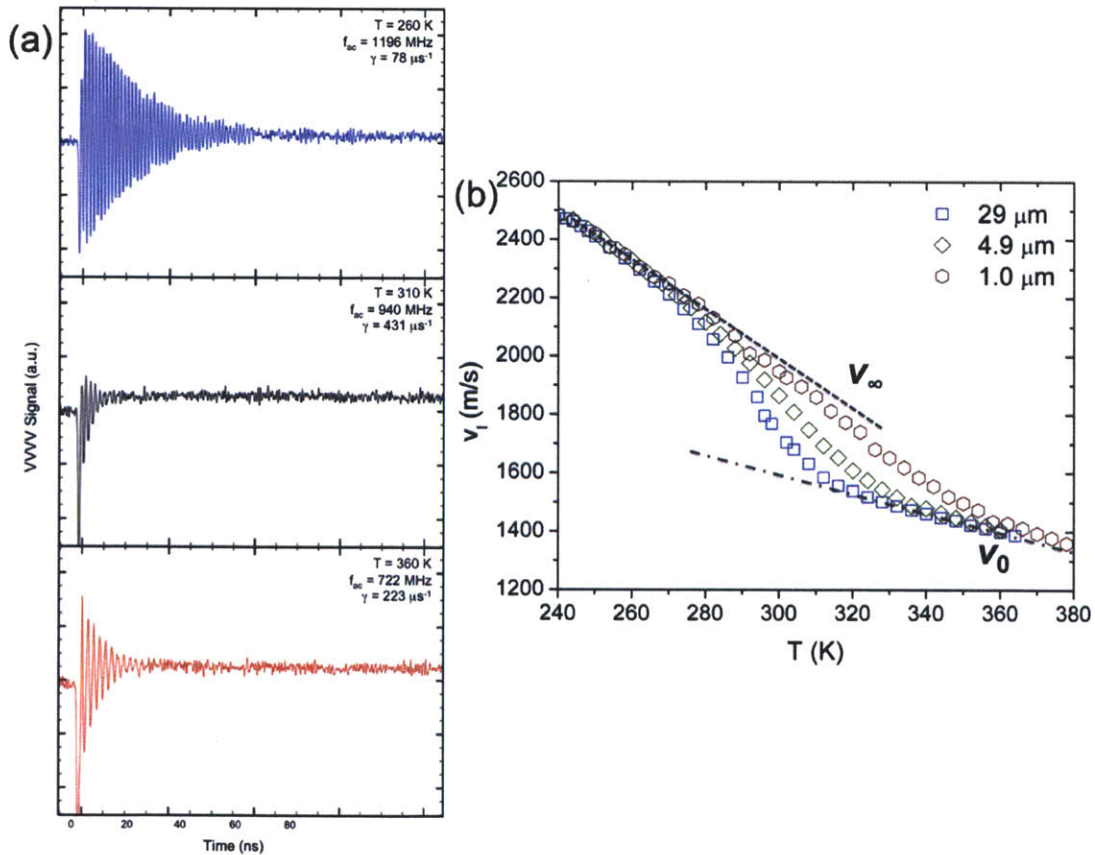 (a)
T = 260 K
f_ac = 1196 MHz
γ = 78 μs⁻¹
T = 310 K
f_ac = 940 MHz
γ = 431 μs⁻¹
T = 360 K
f_ac = 722 MHz
γ = 223 μs⁻¹
VVVV Signal (a.u.)
0 20 40 60 80
Time (ns)
(b)
2600
2400
2200
2000
1800
1600
1400
1200
v_l (m/s)
29 μm
4.9 μm
1.0 μm
v_∞
v_0
240 260 280 300 320 340 360 380
T (K)